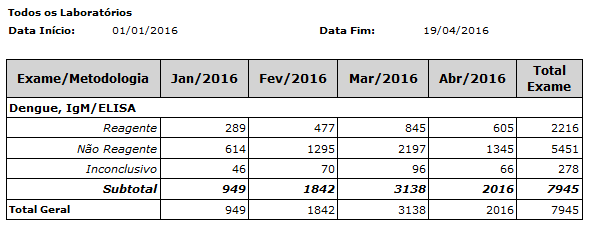 Todos os Laboratórios
Data Início: 01/01/2016 Data Fim: 19/04/2016
Exame/Metodologia Jan/2016 Fev/2016 Mar/2016 Abr/2016 Total Exame
Dengue, IgM/ELISA
Reagente 289 477 845 605 2216
Não Reagente 614 1295 2197 1345 5451
Inconclusivo 46 70 96 66 278
Subtotal 949 1842 3138 2016 7945
Total Geral 949 1842 3138 2016 7945